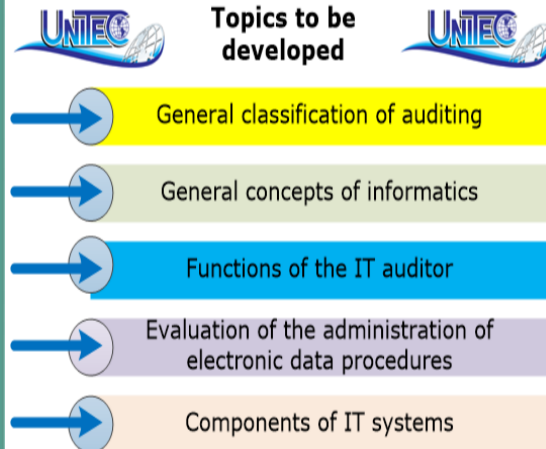 UNITEC
Topics to be
developed
UNITEC
General classification of auditing
General concepts of informatics
Functions of the IT auditor
Evaluation of the administration of
electronic data procedures
Components of IT systems